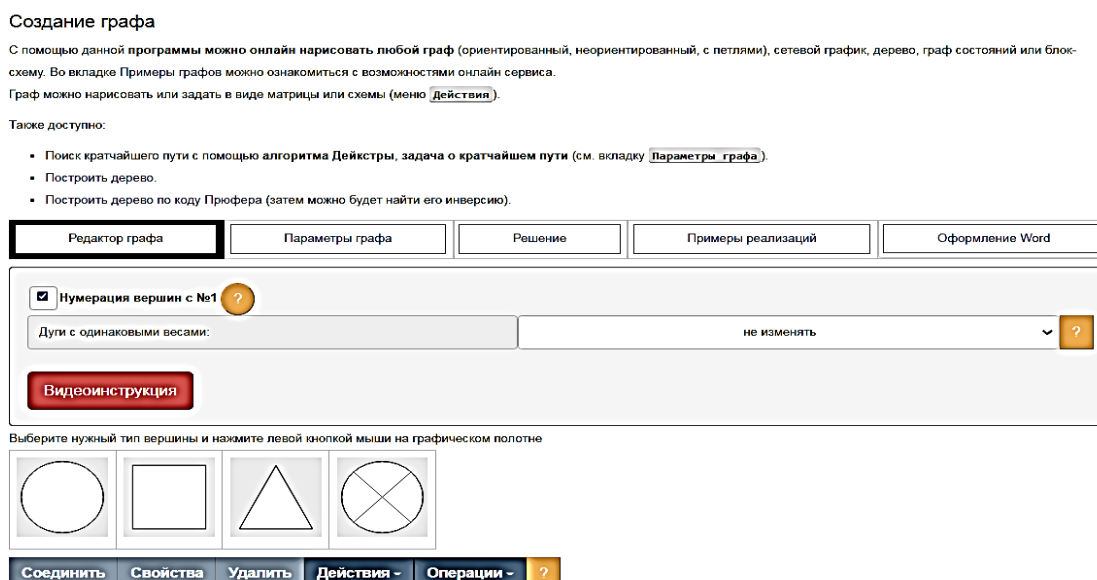 Создание графа
С помощью данной программы можно онлайн нарисовать любой граф (ориентированный, неориентированный, с петлями), сетевой график, дерево, граф состояний или блок-
схему. Во вкладке Примеры графов можно ознакомиться с возможностями онлайн сервиса.
Граф можно нарисовать или задать в виде матрицы или схемы (меню Действия).
Также доступно:
▪ Поиск кратчайшего пути с помощью алгоритма Дейкстры, задача о кратчайшем пути (см. вкладку Параметры графа).
▪ Построить дерево.
▪ Построить дерево по коду Прюфера (затем можно будет найти его инверсию).
Редактор графа Параметры графа Решение Примеры реализаций Оформление Word
Нумерация вершин с №1 ?
Дуги с одинаковыми весами: не изменять ?
Видеоинструкция
Выберите нужный тип вершины и нажмите левой кнопкой мыши на графическом полотне
Соединить Свойства Удалить Действия Операции ?